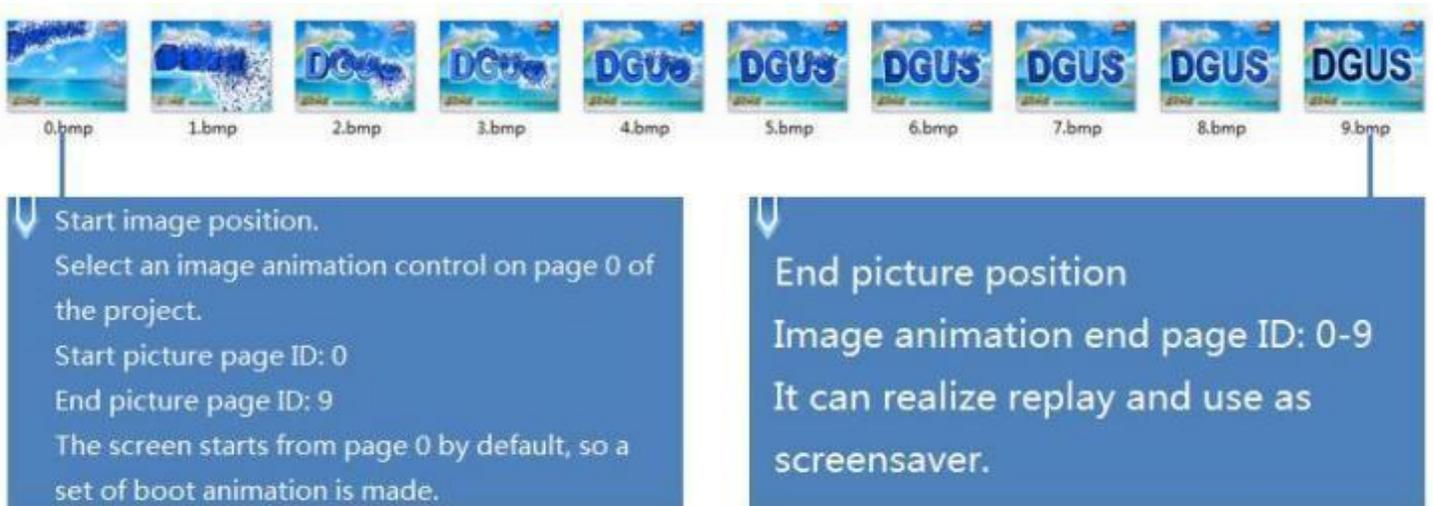 DGUS DGUS DGUS DGUS DGUS DGUS DGUS DGUS
0.bmp 1.bmp 2.bmp 3.bmp 4.bmp 5.bmp 6.bmp 7.bmp 8.bmp 9.bmp
Start image position.
Select an image animation control on page 0 of
the project.
Start picture page ID: 0
End picture page ID: 9
The screen starts from page 0 by default, so a
set of boot animation is made.
End picture position
Image animation end page ID: 0-9
It can realize replay and use as
screensaver.